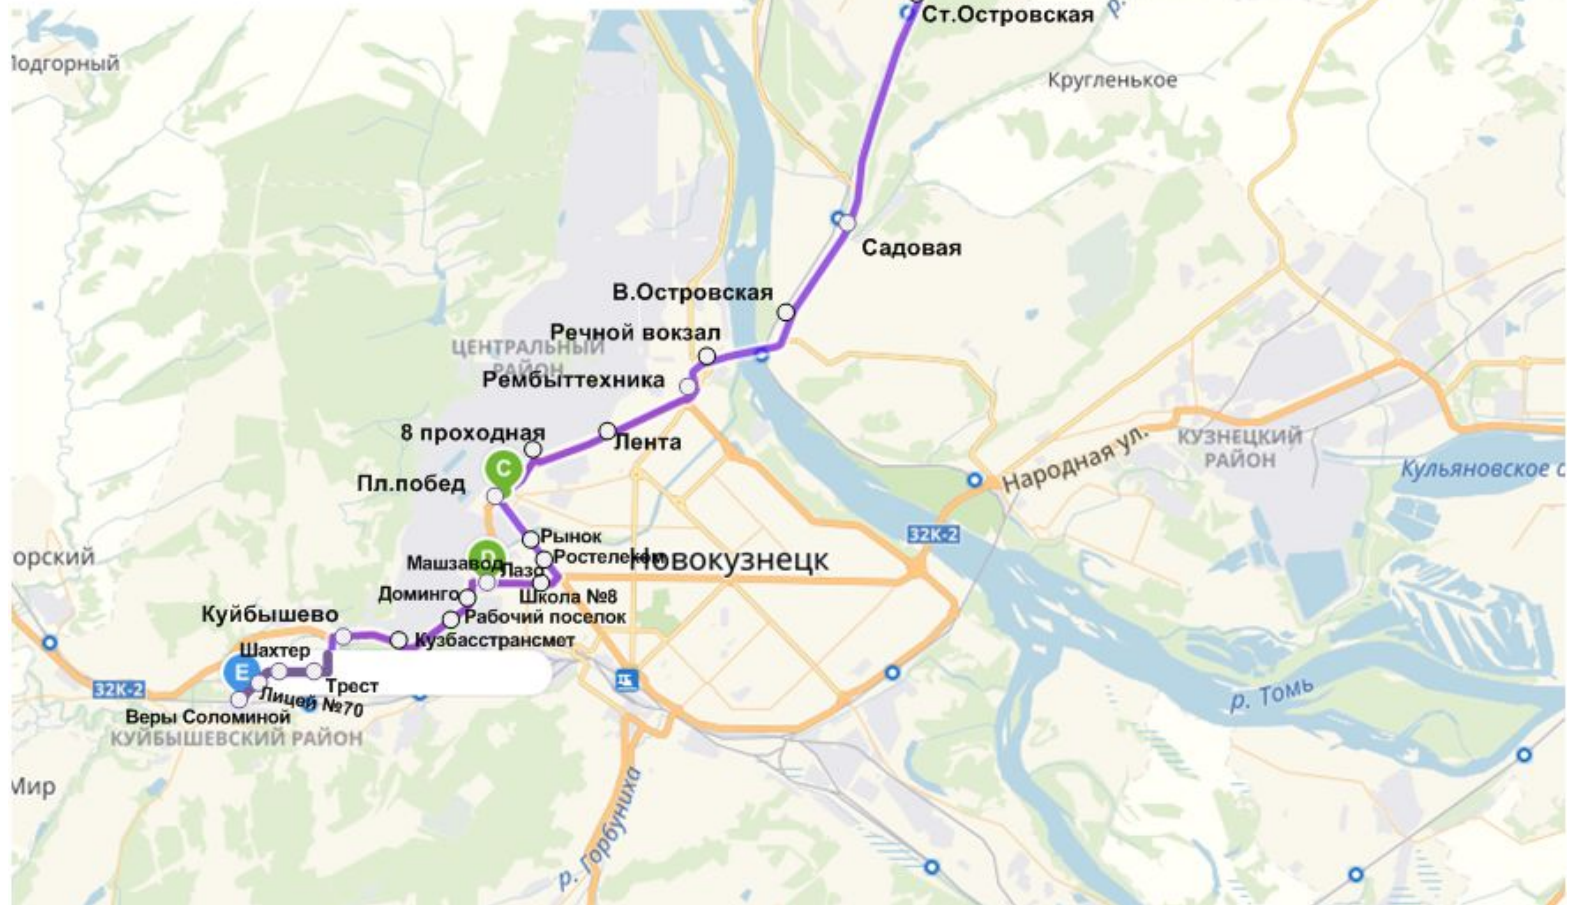 Ст.Островская
р.
Подгорный
Кругленькое
Садовая
В.Островская
Речной вокзал
ЦЕНТРАЛЬНЫЙ
РАЙОН
Рембыттехника
8 проходная
Лента
C
Пл.побед
Народная ул.
КУЗНЕЦКИЙ
РАЙОН
Кульяновское о
32К-2
Рынок
Ростелеком
Новокузнецк
орский
D
Машзавод
Лазо
Доминго
Школа №8
Куйбышево
Рабочий поселок
Кузбасстрансмет
Шахтер
E
Трест
32К-2
Лицей №70
Веры Соломиной
КУЙБЫШЕВСКИЙ РАЙОН
р. Томь
Мир
р. Горбуниха